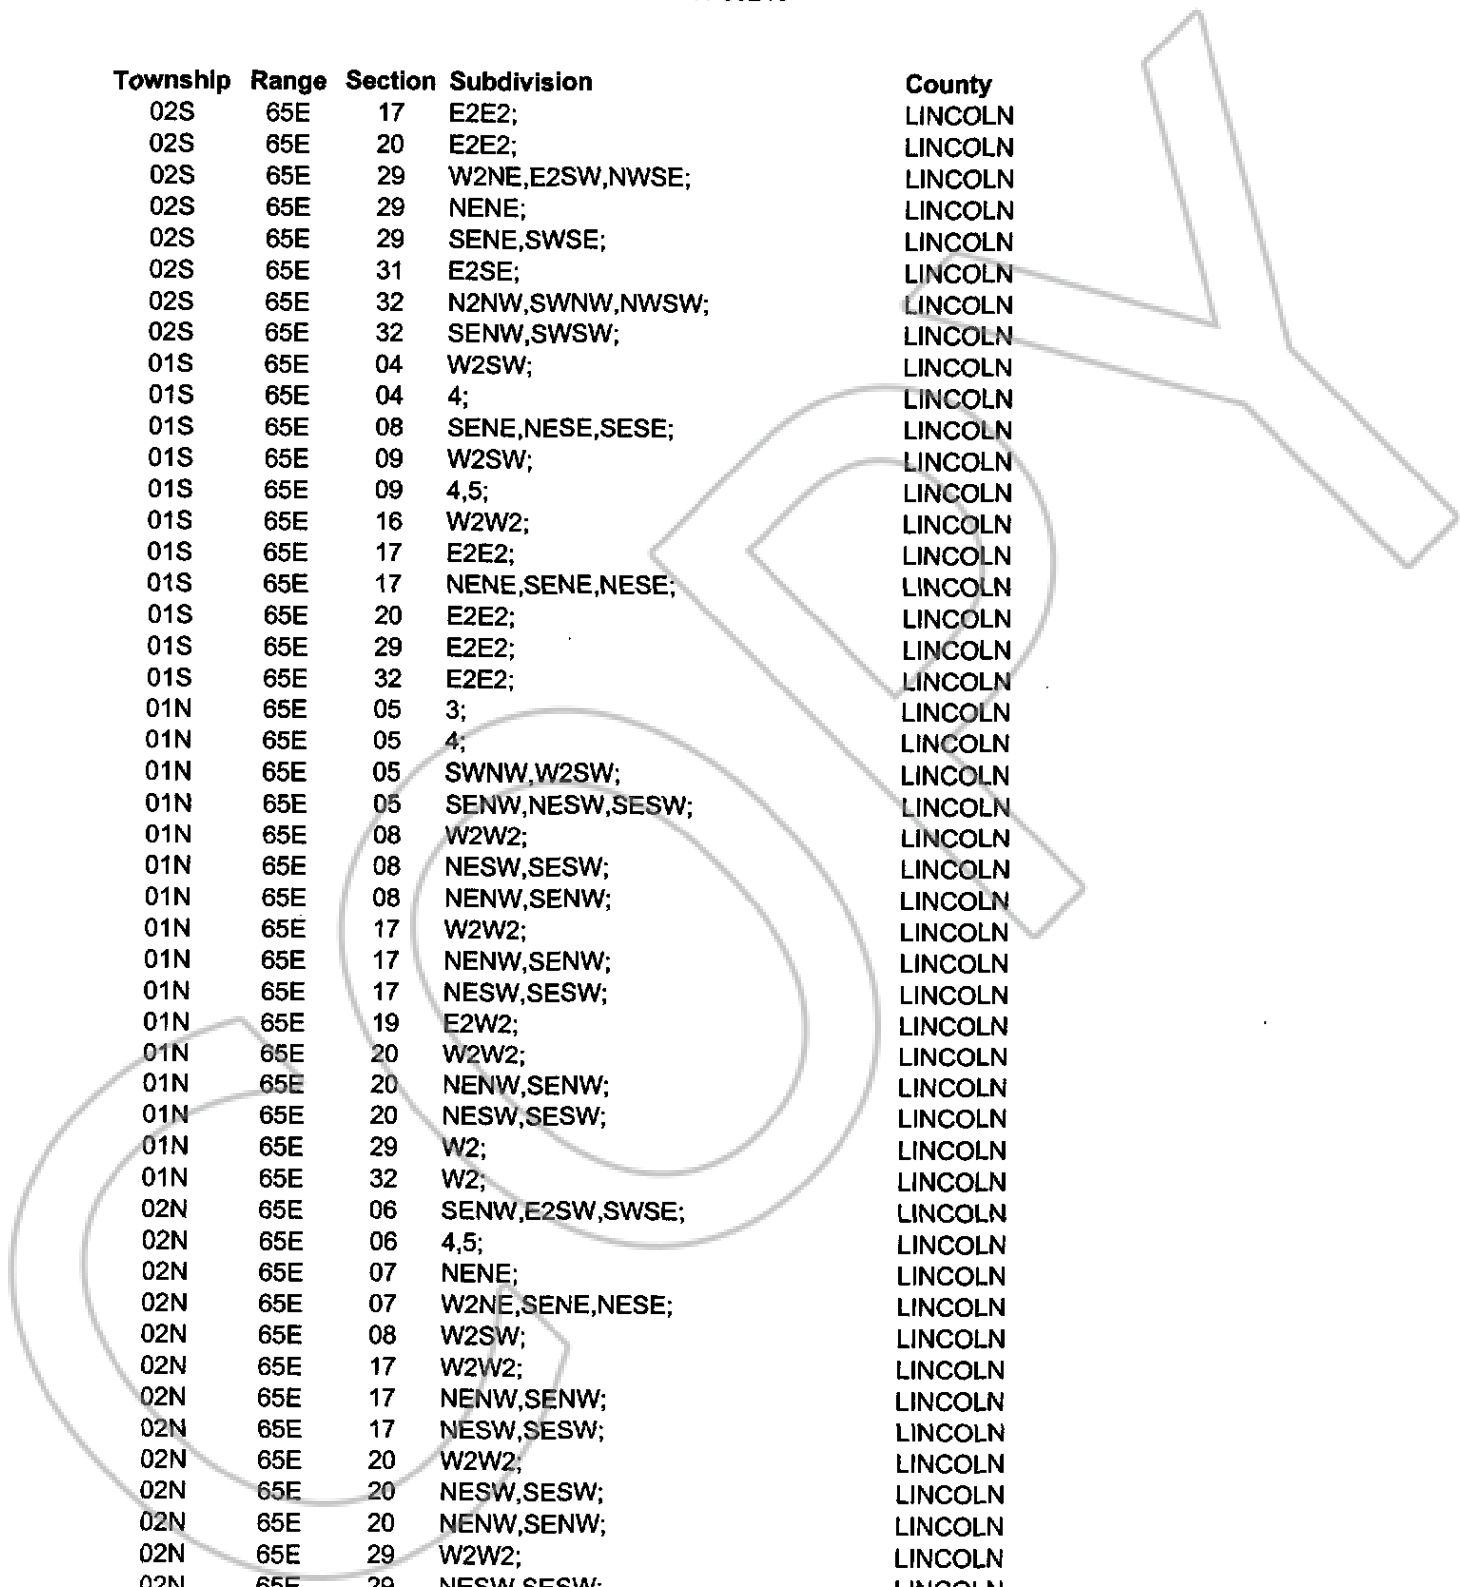 Township Range Section Subdivision County
02S 65E 17 E2E2; LINCOLN
02S 65E 20 E2E2; LINCOLN
02S 65E 29 W2NE,E2SW,NWSE; LINCOLN
02S 65E 29 NENE; LINCOLN
02S 65E 29 SENE,SWSE; LINCOLN
02S 65E 31 E2SE; LINCOLN
02S 65E 32 N2NW,SWNW,NWSW; LINCOLN
02S 65E 32 SENW,SWSW; LINCOLN
01S 65E 04 W2SW; LINCOLN
01S 65E 04 4; LINCOLN
01S 65E 08 SENE,NESE,SESE; LINCOLN
01S 65E 09 W2SW; LINCOLN
01S 65E 09 4,5; LINCOLN
01S 65E 16 W2W2; LINCOLN
01S 65E 17 E2E2; LINCOLN
01S 65E 17 NENE,SENE,NESE; LINCOLN
01S 65E 20 E2E2; LINCOLN
01S 65E 29 E2E2; LINCOLN
01S 65E 32 E2E2; LINCOLN
01N 65E 05 3; LINCOLN
01N 65E 05 4; LINCOLN
01N 65E 05 SWNW,W2SW; LINCOLN
01N 65E 05 SENW,NESW,SESW; LINCOLN
01N 65E 08 W2W2; LINCOLN
01N 65E 08 NESW,SESW; LINCOLN
01N 65E 08 NENW,SENW; LINCOLN
01N 65E 17 W2W2; LINCOLN
01N 65E 17 NENW,SENW; LINCOLN
01N 65E 17 NESW,SESW; LINCOLN
01N 65E 19 E2W2; LINCOLN
01N 65E 20 W2W2; LINCOLN
01N 65E 20 NENW,SENW; LINCOLN
01N 65E 20 NESW,SESW; LINCOLN
01N 65E 29 W2; LINCOLN
01N 65E 32 W2; LINCOLN
02N 65E 06 SENW,E2SW,SWSE; LINCOLN
02N 65E 06 4,5; LINCOLN
02N 65E 07 NENE; LINCOLN
02N 65E 07 W2NE,SENE,NESE; LINCOLN
02N 65E 08 W2SW; LINCOLN
02N 65E 17 W2W2; LINCOLN
02N 65E 17 NENW,SENW; LINCOLN
02N 65E 17 NESW,SESW; LINCOLN
02N 65E 20 W2W2; LINCOLN
02N 65E 20 NESW,SESW; LINCOLN
02N 65E 20 NENW,SENW; LINCOLN
02N 65E 29 W2W2; LINCOLN
02N 65E 29 NESW,SESW; LINCOLN
COPY